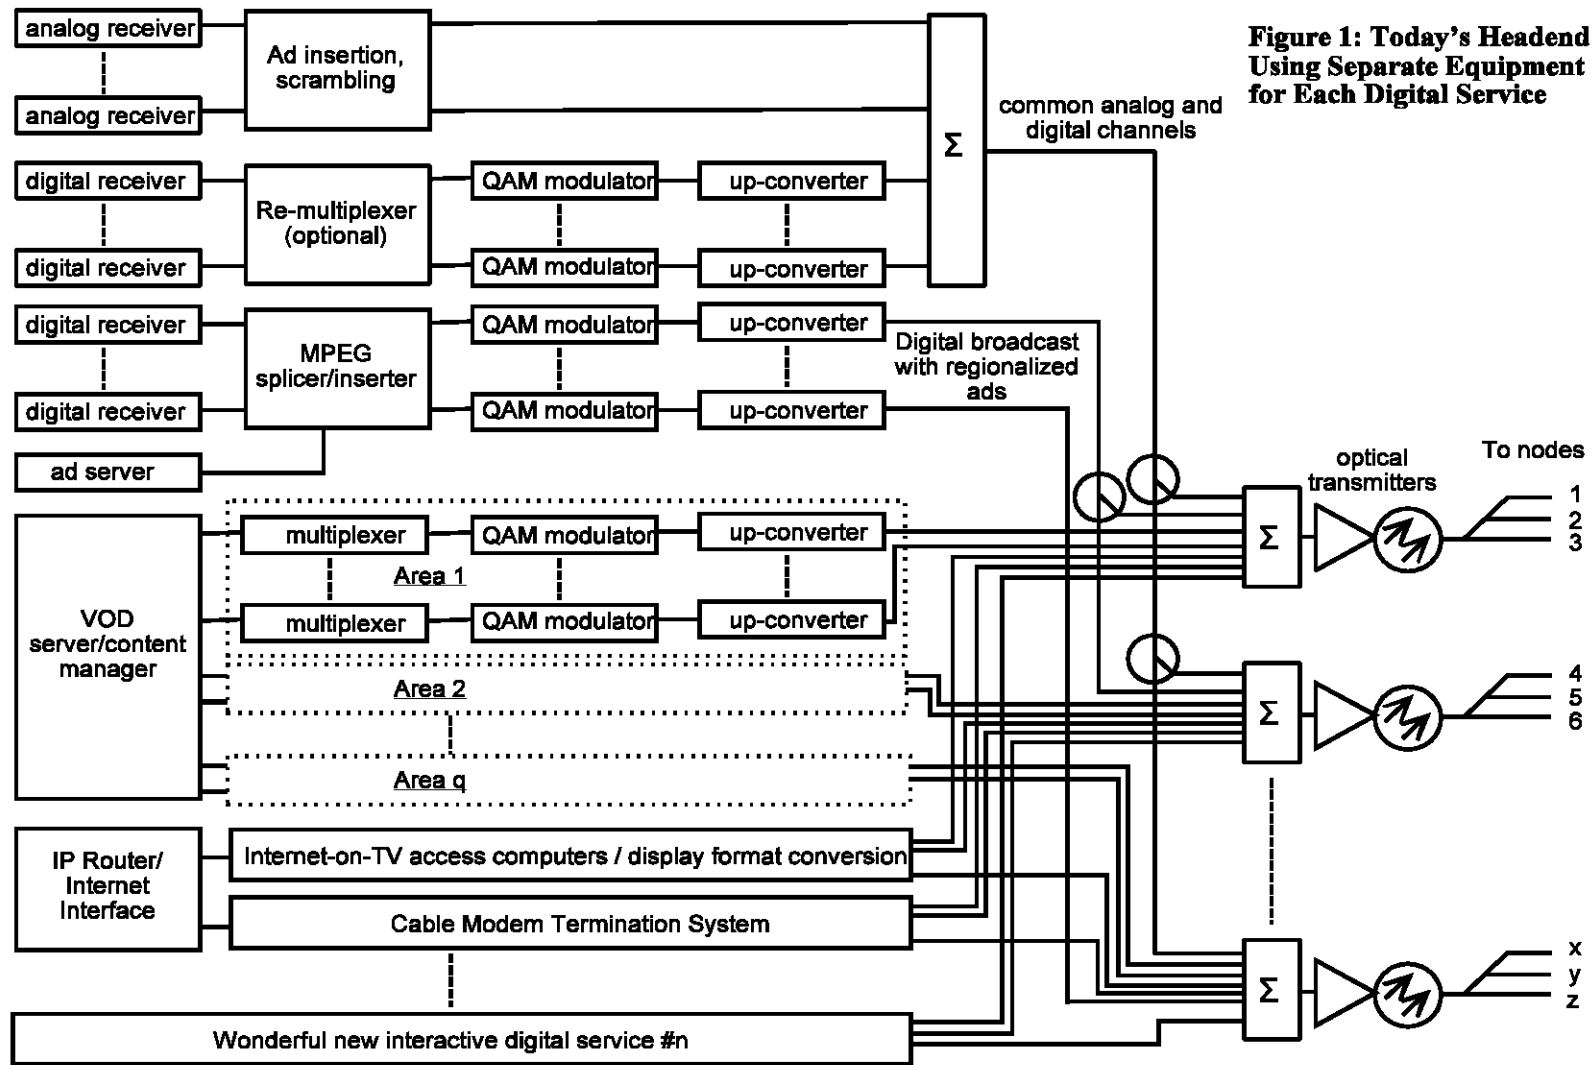 Figure 1: Today's Headend
Using Separate Equipment
for Each Digital Service
analog receiver
analog receiver
Ad insertion,
scrambling
Σ
common analog and
digital channels
digital receiver
digital receiver
Re-multiplexer
(optional)
QAM modulator
up-converter
QAM modulator
up-converter
digital receiver
digital receiver
MPEG
splicer/inserter
QAM modulator
up-converter
QAM modulator
up-converter
Digital broadcast
with regionalized
ads
ad server
optical
transmitters
To nodes
VOD
server/content
manager
multiplexer
QAM modulator
up-converter
Area 1
multiplexer
QAM modulator
up-converter
Area 2
Area q
Σ
1
2
3
Σ
4
5
6
IP Router/
Internet
Interface
Internet-on-TV access computers / display format conversion
Cable Modem Termination System
Wonderful new interactive digital service #n
Σ
x
y
z